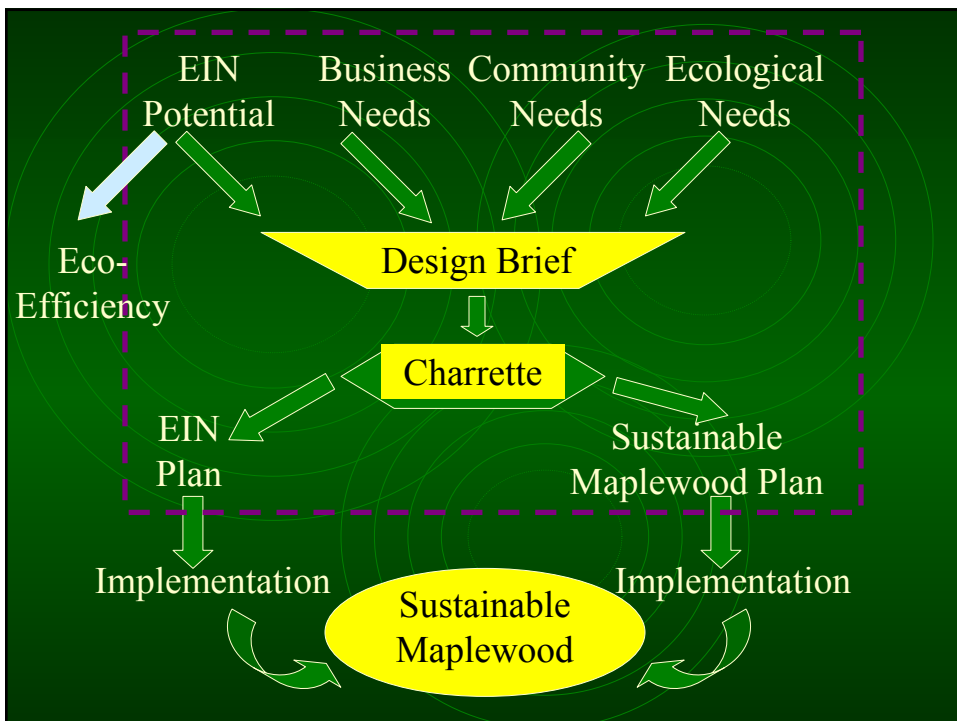 EIN
Potential
Business
Needs
Community
Needs
Ecological
Needs
Eco-
Efficiency
Design Brief
Charrette
EIN
Plan
Sustainable
Maplewood Plan
Implementation
Implementation
Sustainable
Maplewood